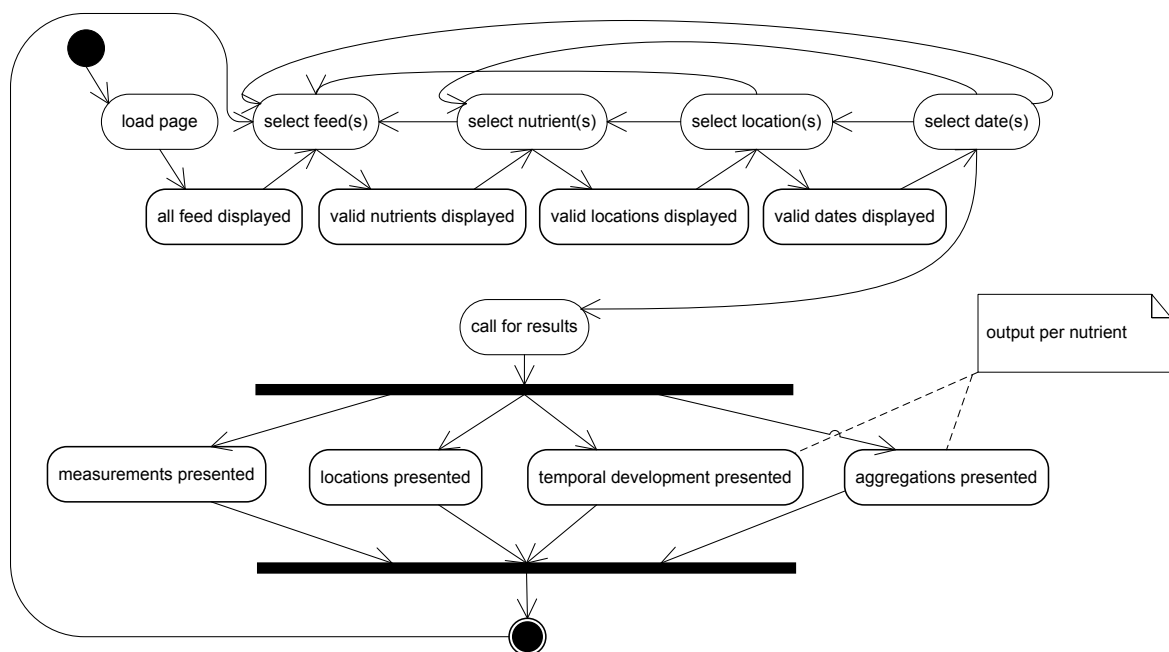 load page
select feed(s)
select nutrient(s)
select location(s)
select date(s)
all feed displayed
valid nutrients displayed
valid locations displayed
valid dates displayed
call for results
output per nutrient
measurements presented
locations presented
temporal development presented
aggregations presented